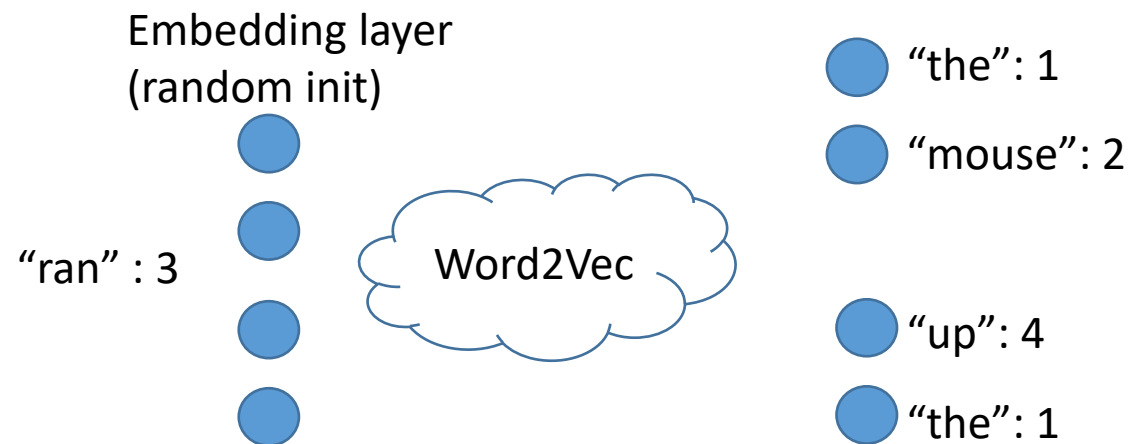 Embedding layer
(random init)
“ran” : 3
Word2Vec
“the”: 1
“mouse”: 2
“up”: 4
“the”: 1